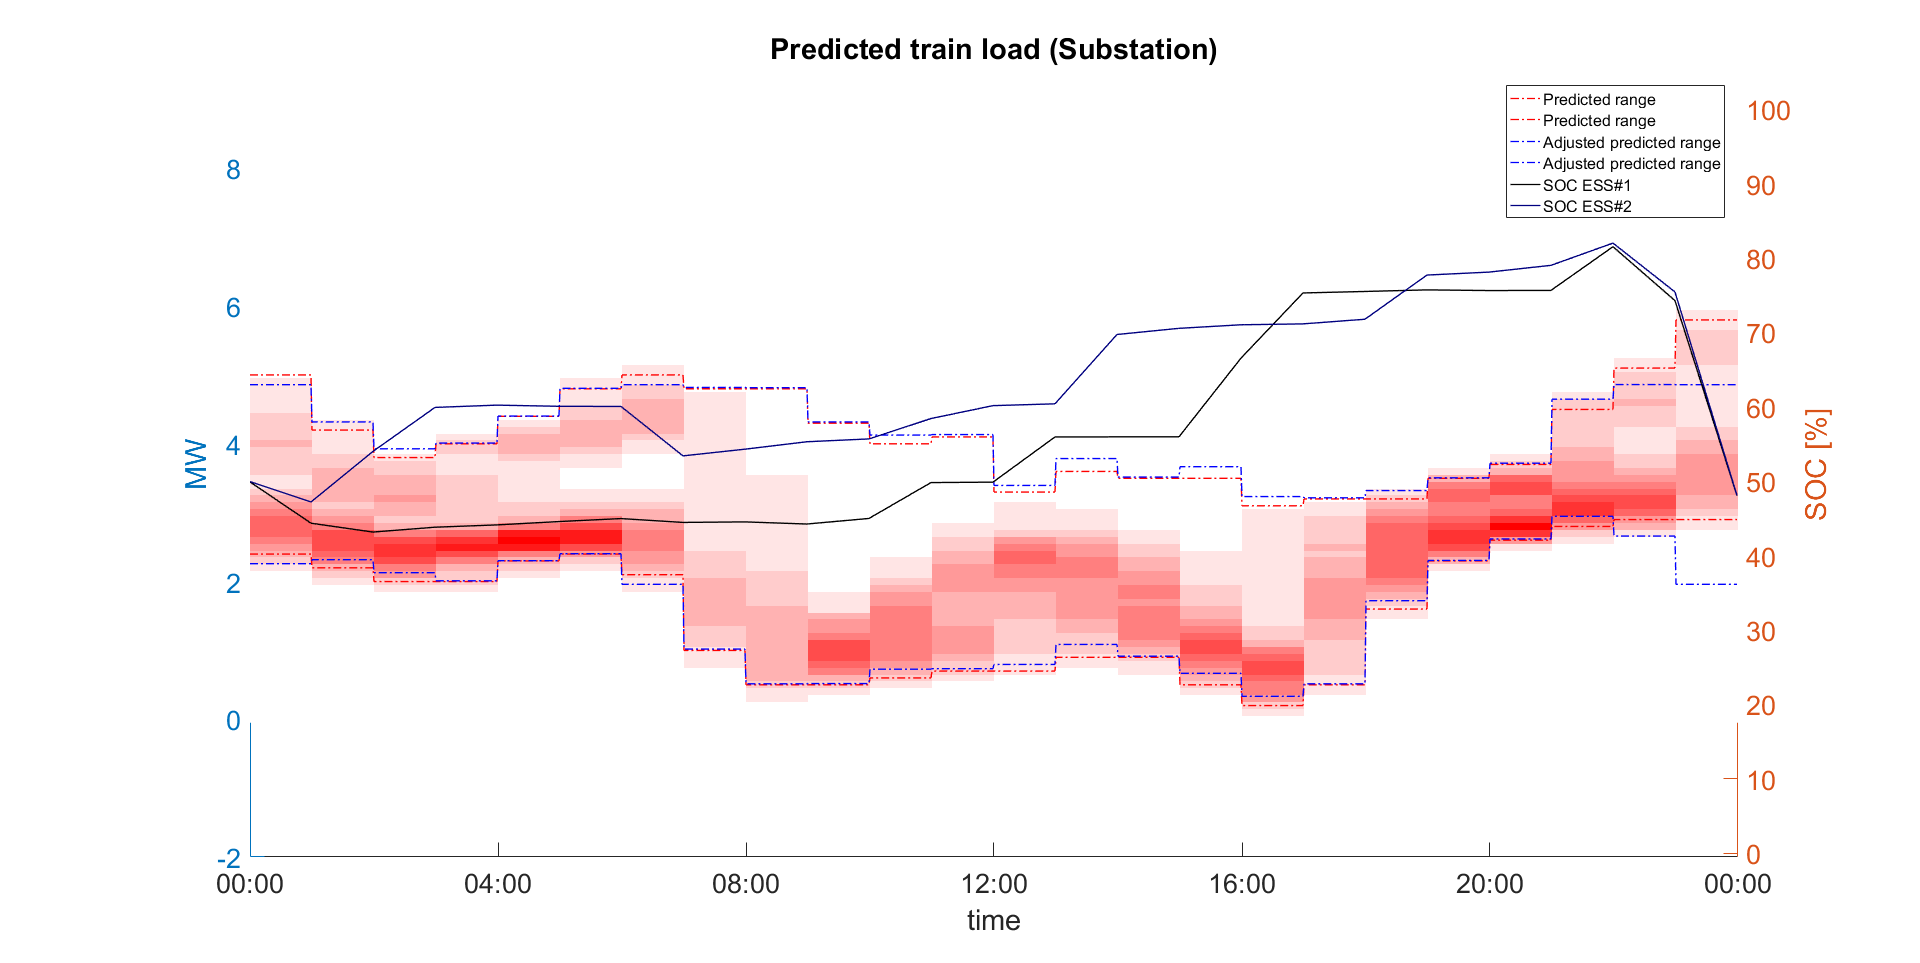 Predicted train load (Substation)
Predicted range
Predicted range
Adjusted predicted range
Adjusted predicted range
SOC ESS#1
SOC ESS#2
8
6
4
2
0
-2
MW
100
90
80
70
60
50
40
30
20
10
0
SOC [%]
00:00 04:00 08:00 12:00 16:00 20:00 00:00
time